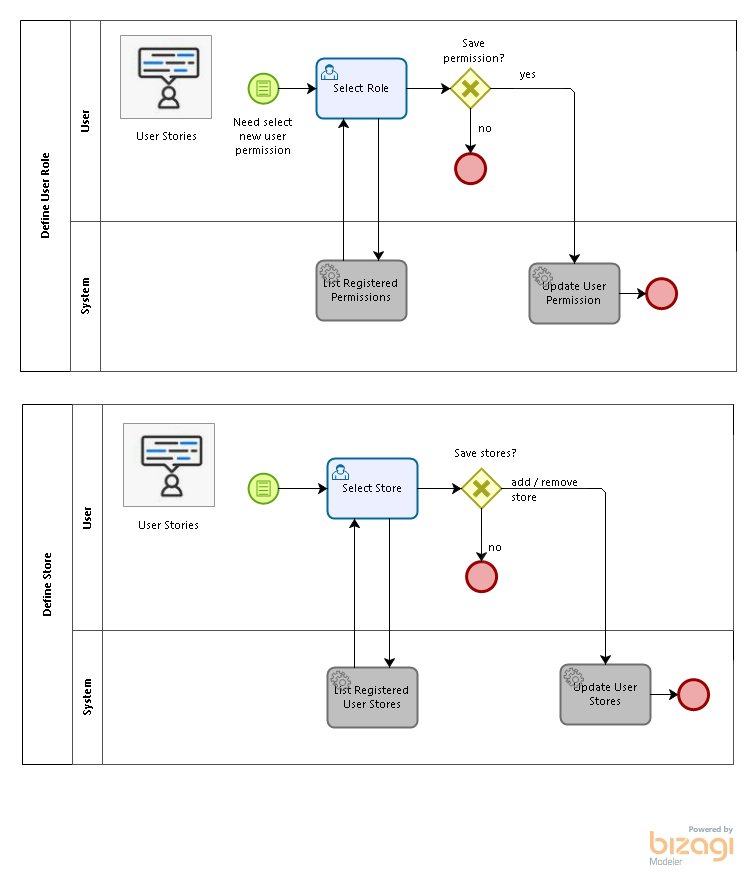 Define User Role
User
User Stories
Need select
new user
permission
Select Role
Save
permission?
yes
no
System
List Registered
Permissions
Update User
Permission
Define Store
User
User Stories
Select Store
Save stores?
add / remove
store
no
System
List Registered
User Stores
Update User
Stores
Powered by
bizagi
Modeler